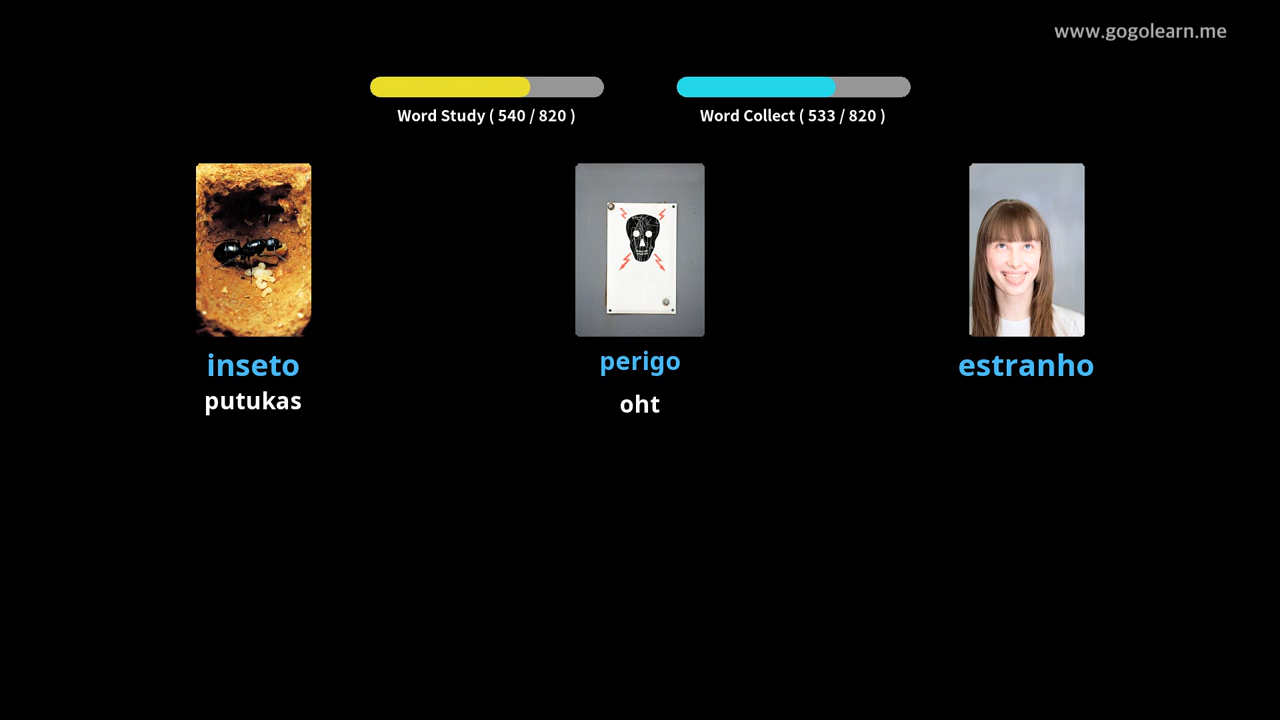 www.gogolearn.me
Word Study ( 540 / 820 )
Word Collect ( 533 / 820 )
inseto
putukas
perigo
oht
estranho